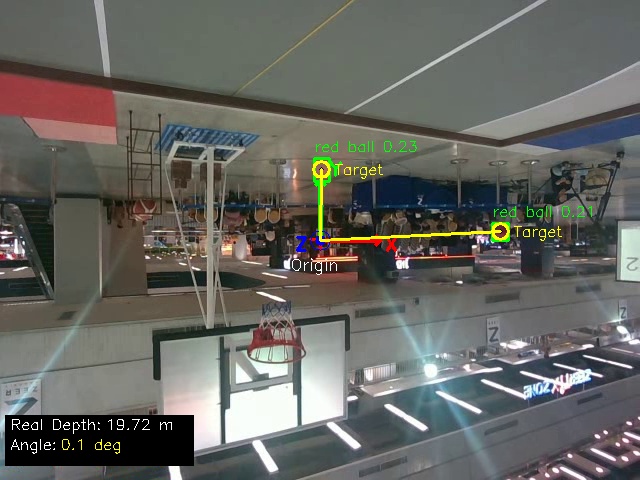 red ball 0.23
Target
red ball 0.21
Target
Z
X
Origin
Z
Real Depth: 19.72 m
Angle: 0.1 deg